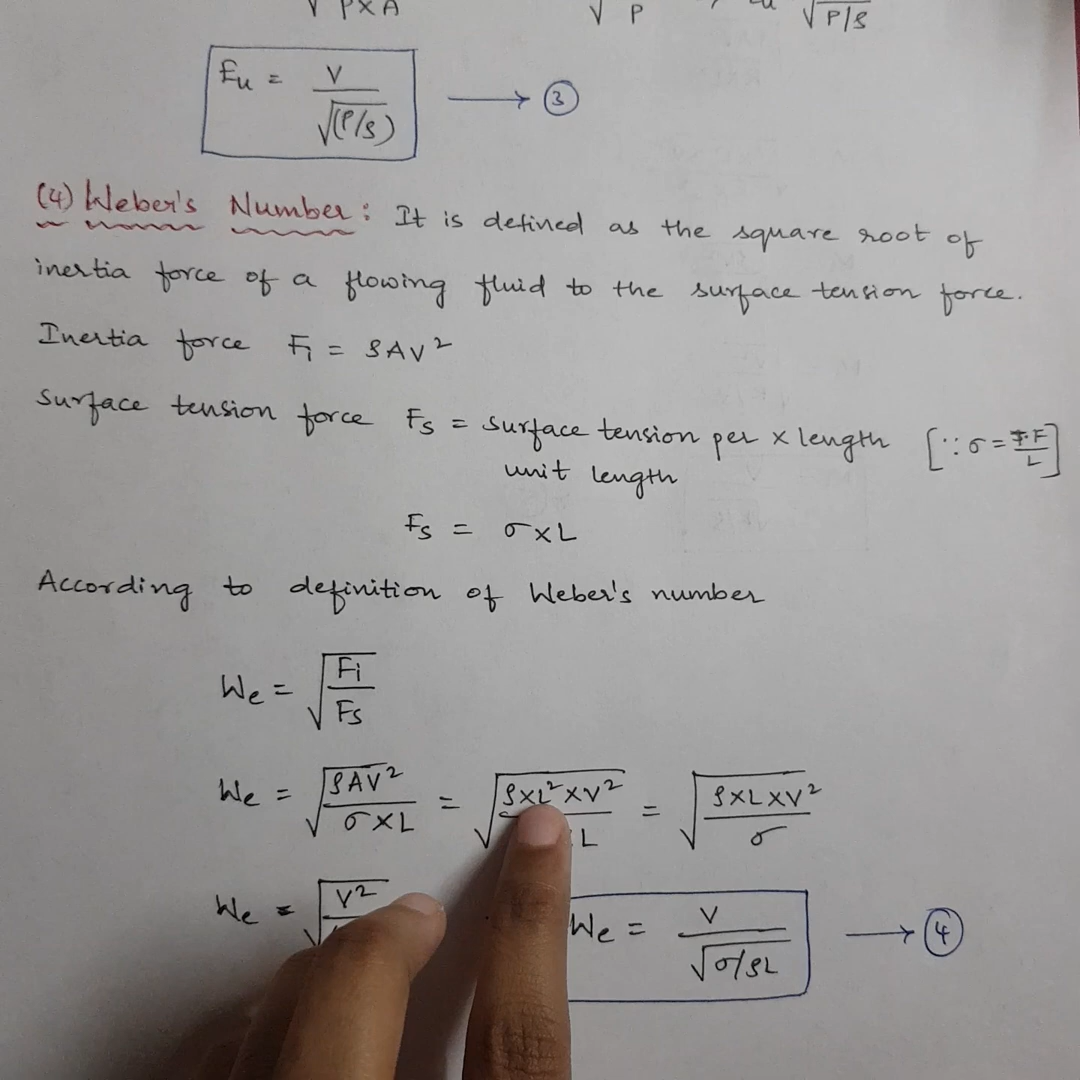 √P×A √P √P/ρ
Eu = V/√(P/ρ) → ③
(4) Weber's Number: It is defined as the square root of
inertia force of a flowing fluid to the surface tension force.
Inertia force Fi = ρAV²
Surface tension force Fs = surface tension per × length [∵ σ = F/L]
unit length
Fs = σ×L
According to definition of Weber's number
We = √Fi/Fs
We = √ρAV²/σ×L = √ρ×L²×V²/L = √ρ×L×V²/σ
We = √V² We = V/√σ/ρL → ④